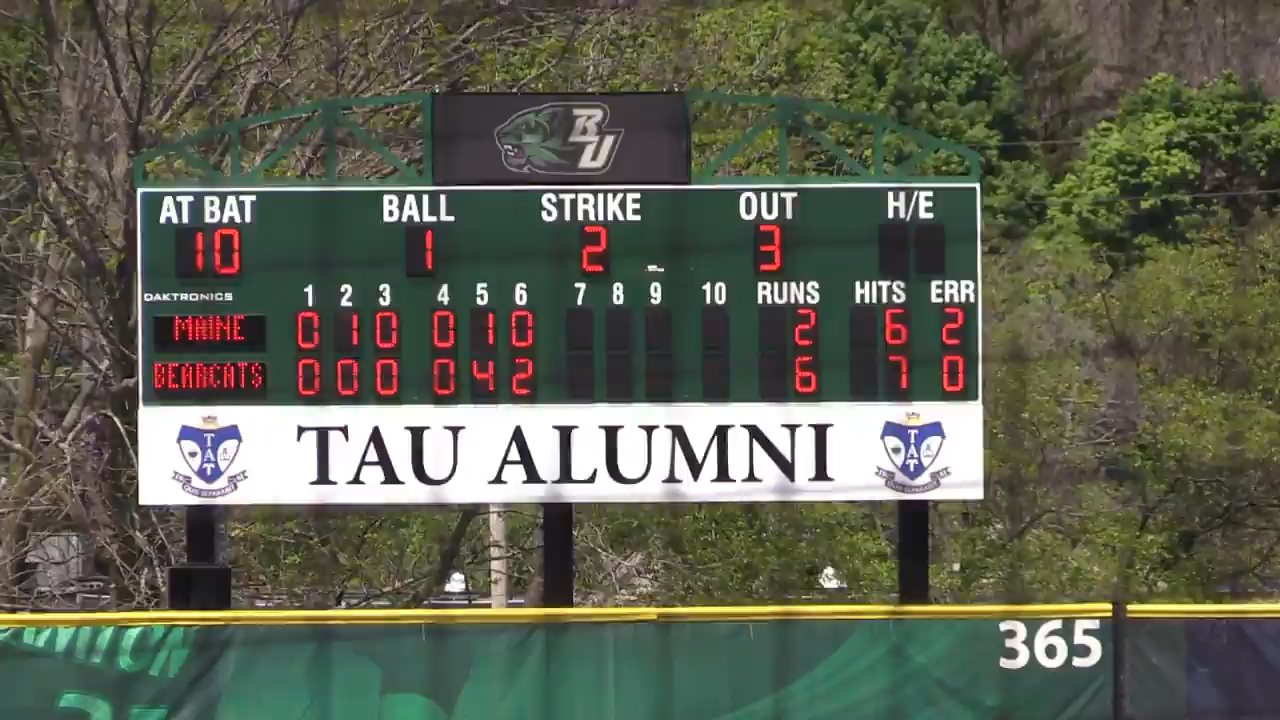 BU
AT BAT BALL STRIKE OUT H/E
10 1 2 3
DAKTRONICS 1 2 3 4 5 6 7 8 9 10 RUNS HITS ERR
MAINE 0 1 0 0 1 0 2 6 2
BEARCATS 0 0 0 0 4 2 6 7 0
TAT TAU ALUMNI TAT
365